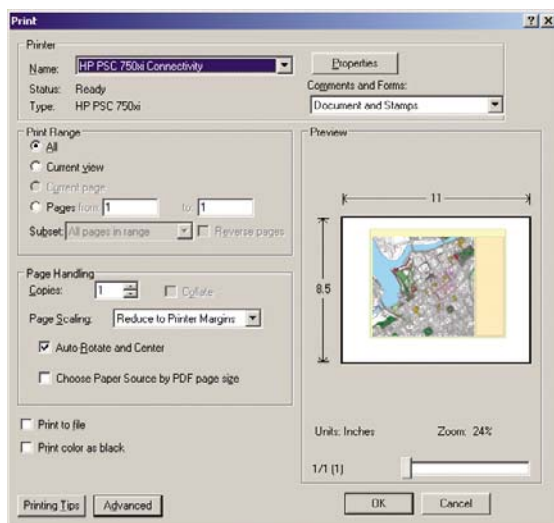 Print
Printer
Name: HP PSC 750xi Connectivity
Properties
Status: Ready
Comments and Forms:
Type: HP PSC 750xi
Document and Stamps
Print Range
All
Current view
Current page
Pages from: 1 to: 1
Subset: All pages in range
Reverse pages
Page Handling
Copies: 1
Collate
Page Scaling: Reduce to Printer Margins
Auto-Rotate and Center
Choose Paper Source by PDF page size
Print to file
Print color as black
Preview
11
8.5
Units: Inches Zoom: 24%
1/1 (1)
Printing Tips
Advanced
OK
Cancel